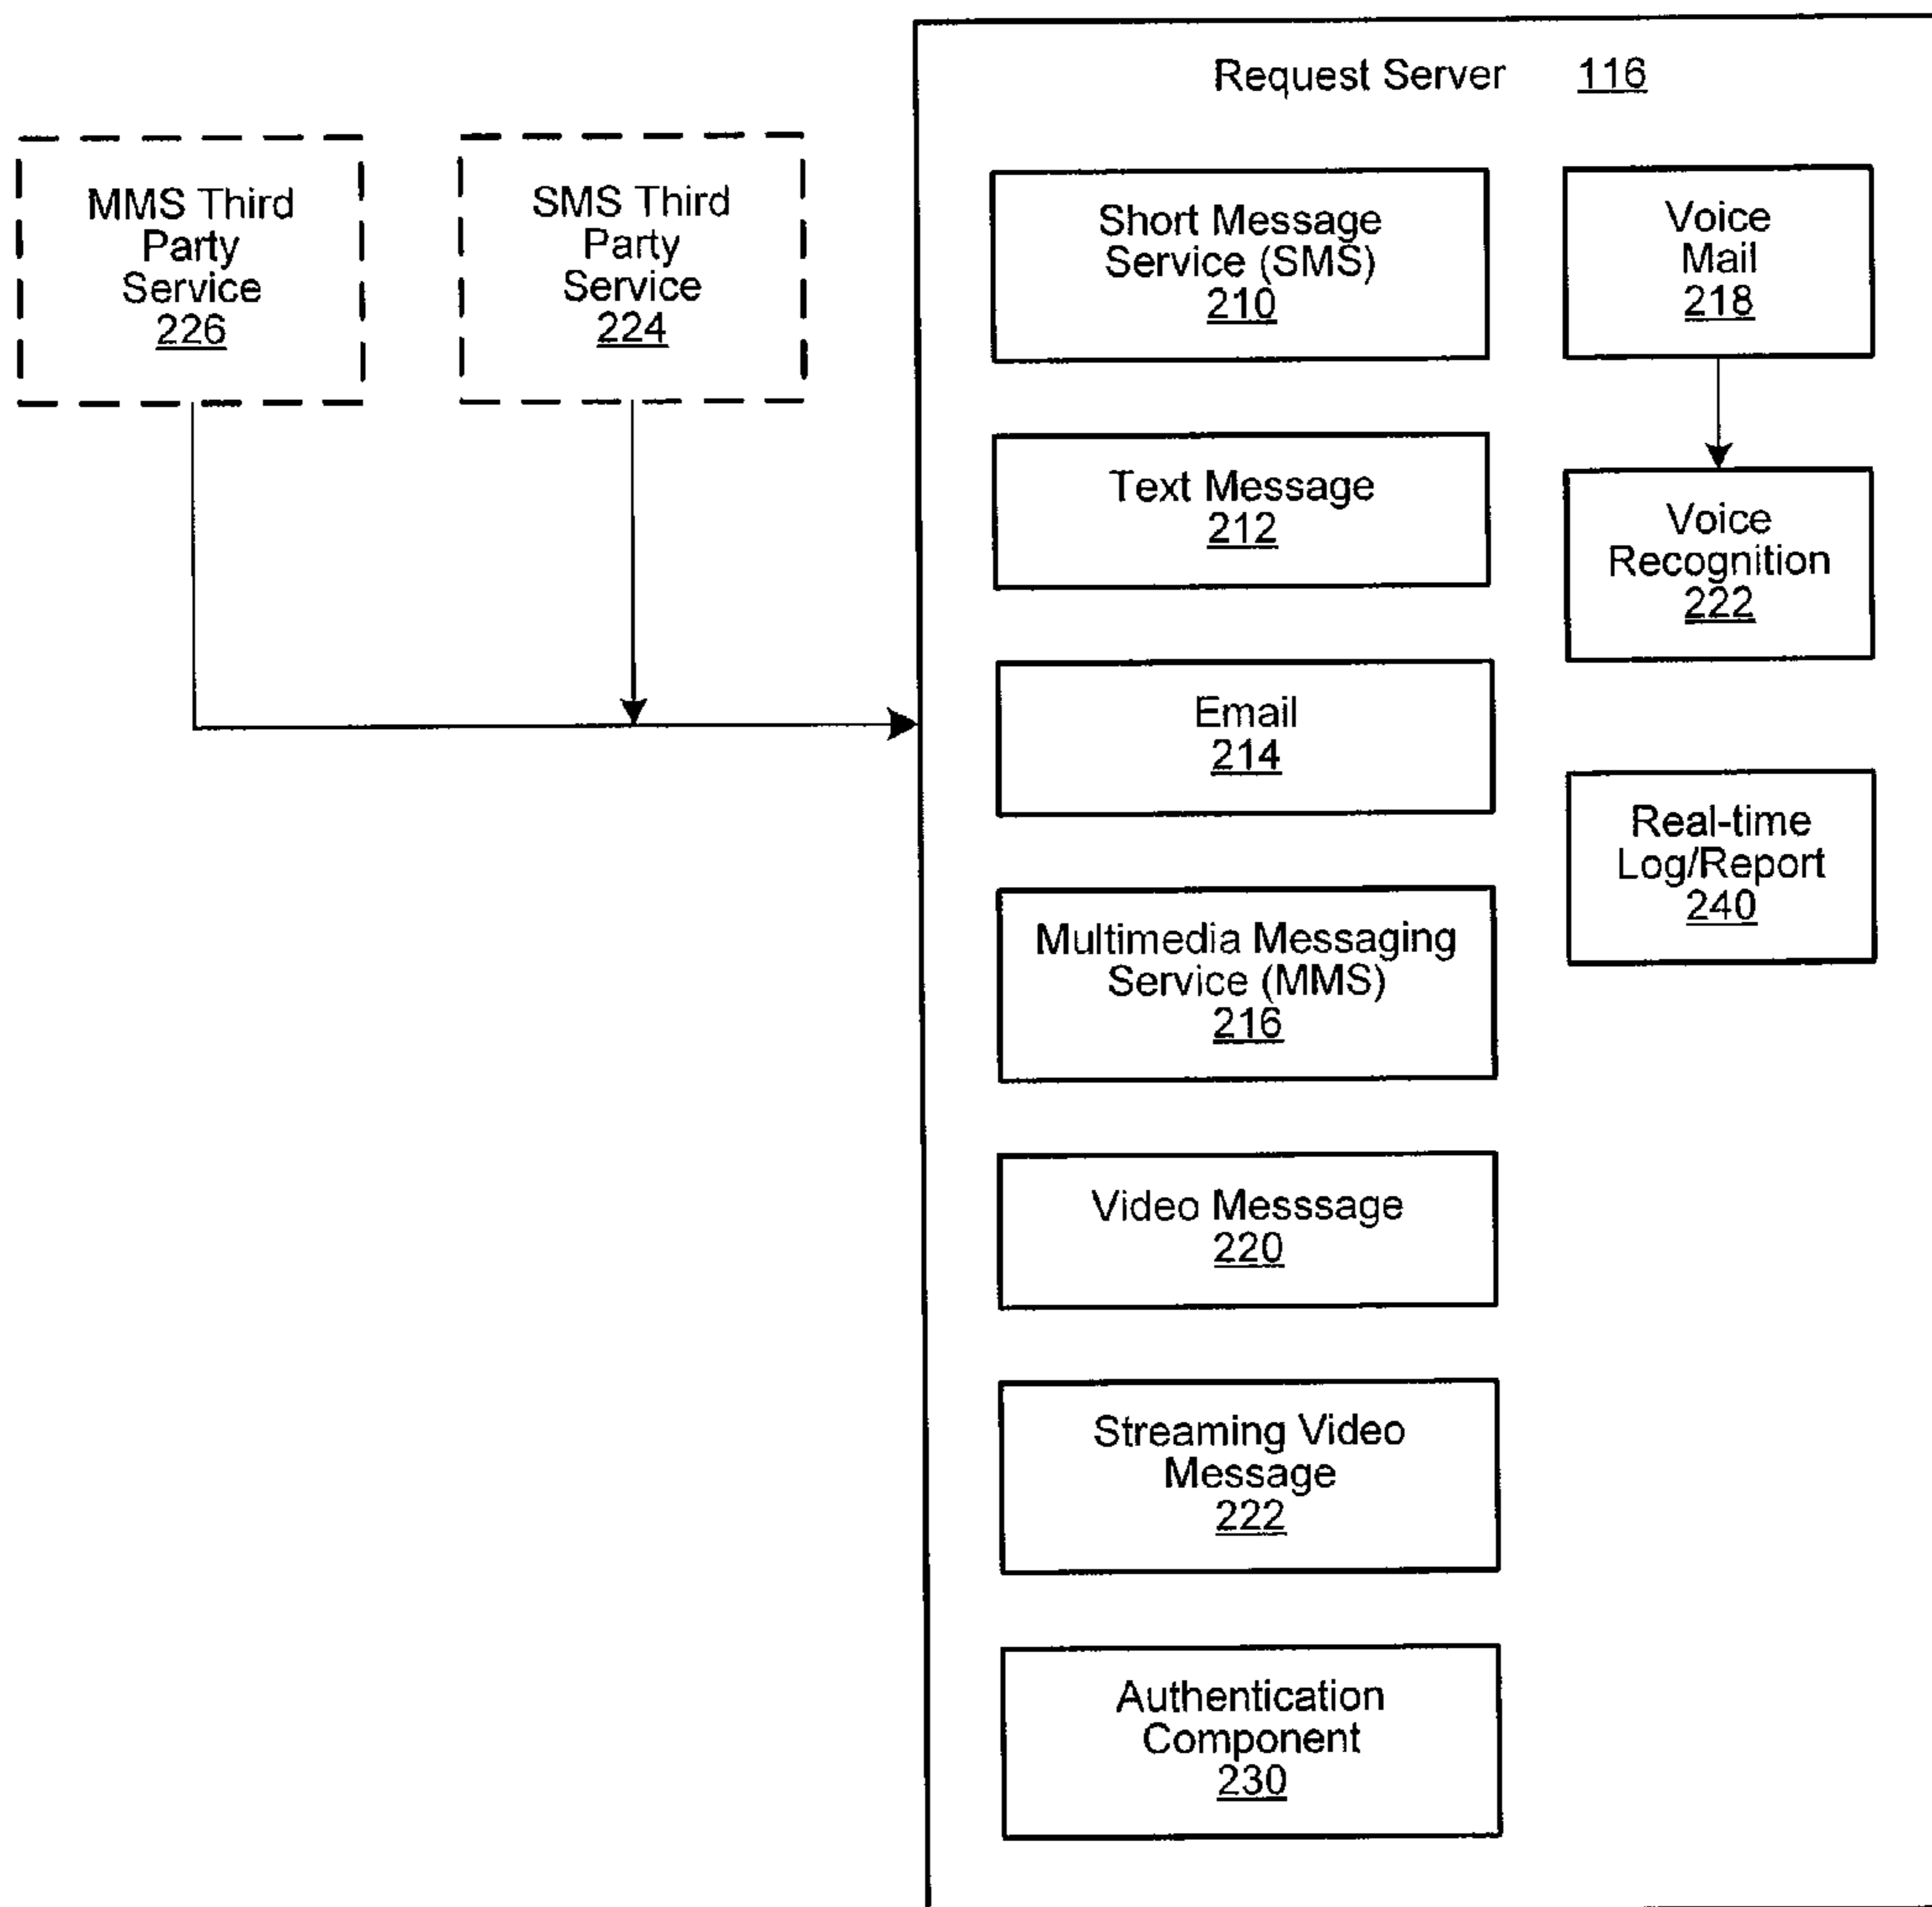 Request Server 116
MMS Third
Party
Service
226
SMS Third
Party
Service
224
Short Message
Service (SMS)
210
Voice
Mail
218
Text Message
212
Voice
Recognition
222
Email
214
Real-time
Log/Report
240
Multimedia Messaging
Service (MMS)
216
Video Messsage
220
Streaming Video
Message
222
Authentication
Component
230